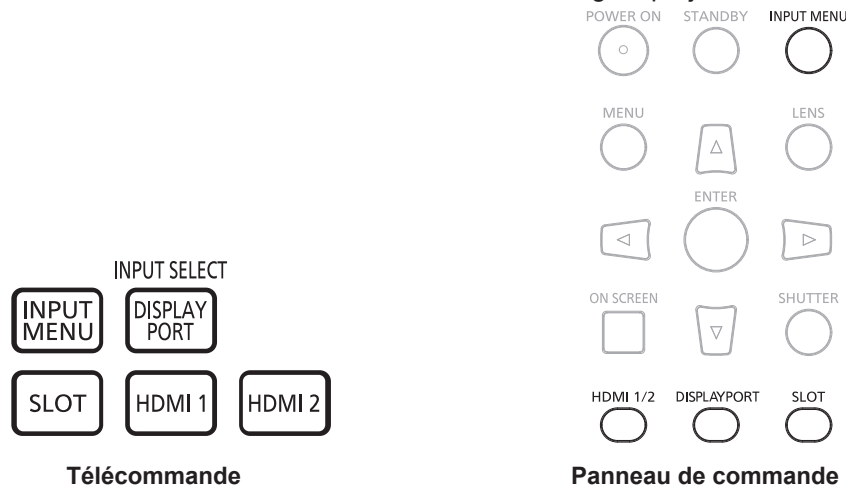 POWER ON STANDBY INPUT MENU
MENU LENS
ENTER
ON SCREEN SHUTTER
HDMI 1/2 DISPLAYPORT SLOT
Panneau de commande
INPUT SELECT
INPUT MENU
DISPLAY PORT
SLOT HDMI 1 HDMI 2
Télécommande